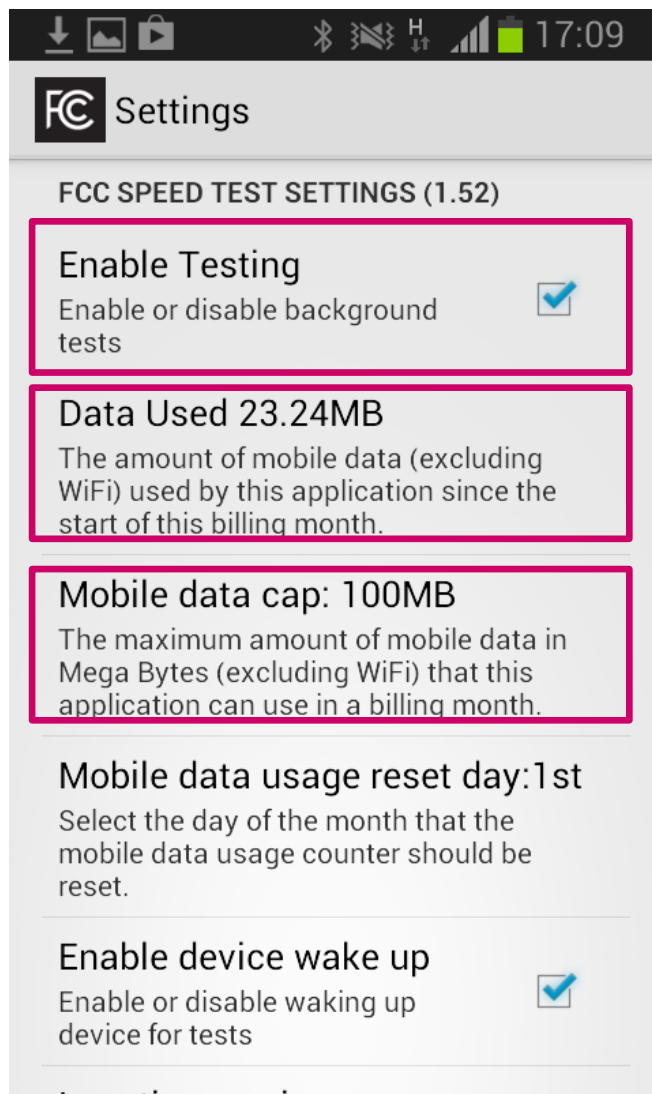 H
17:09
FCC Settings
FCC SPEED TEST SETTINGS (1.52)
Enable Testing
Enable or disable background
tests
Data Used 23.24MB
The amount of mobile data (excluding
WiFi) used by this application since the
start of this billing month.
Mobile data cap: 100MB
The maximum amount of mobile data in
Mega Bytes (excluding WiFi) that this
application can use in a billing month.
Mobile data usage reset day:1st
Select the day of the month that the
mobile data usage counter should be
reset.
Enable device wake up
Enable or disable waking up
device for tests